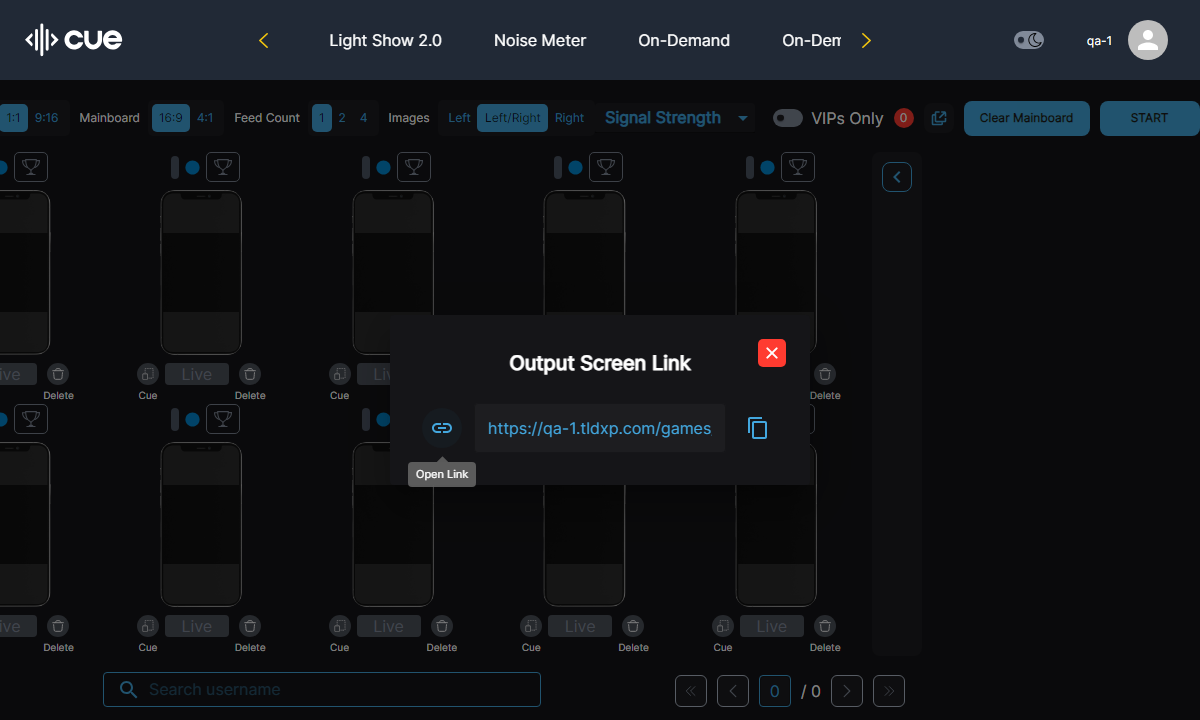 cue
Light Show 2.0
Noise Meter
On-Demand
On-Dem
qa-1
1:1 9:16 Mainboard 16:9 4:1 Feed Count 1 2 4 Images Left Left/Right Right Signal Strength VIPs Only 0 Clear Mainboard START
Live Live Live
Delete Cue Delete Cue Delete
Output Screen Link
https://qa-1.tldxp.com/games
Open Link
Live Live Live Live Live
Delete Cue Delete Cue Delete Cue Delete Cue Delete
Search username
0 / 0